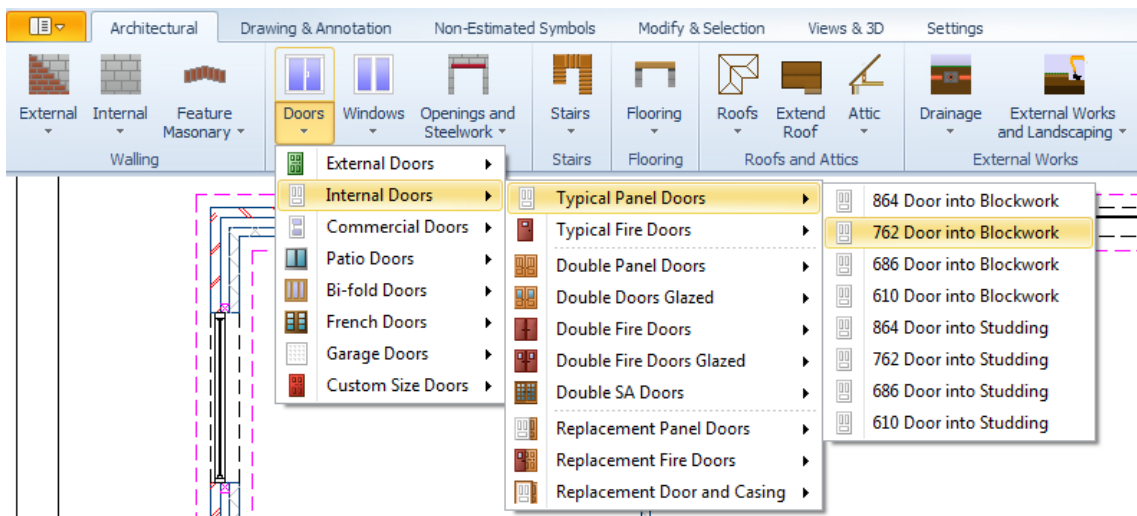 Architectural
Drawing & Annotation
Non-Estimated Symbols
Modify & Selection
Views & 3D
Settings
External
Internal
Feature
Masonary
Doors
Windows
Openings and
Steelwork
Stairs
Flooring
Roofs
Extend
Roof
Attic
Drainage
External Works
and Landscaping
Walling
Stairs
Flooring
Roofs and Attics
External Works
External Doors
Internal Doors
Commercial Doors
Patio Doors
Bi-fold Doors
French Doors
Garage Doors
Custom Size Doors
Typical Panel Doors
Typical Fire Doors
Double Panel Doors
Double Doors Glazed
Double Fire Doors
Double Fire Doors Glazed
Double SA Doors
Replacement Panel Doors
Replacement Fire Doors
Replacement Door and Casing
864 Door into Blockwork
762 Door into Blockwork
686 Door into Blockwork
610 Door into Blockwork
864 Door into Studding
762 Door into Studding
686 Door into Studding
610 Door into Studding